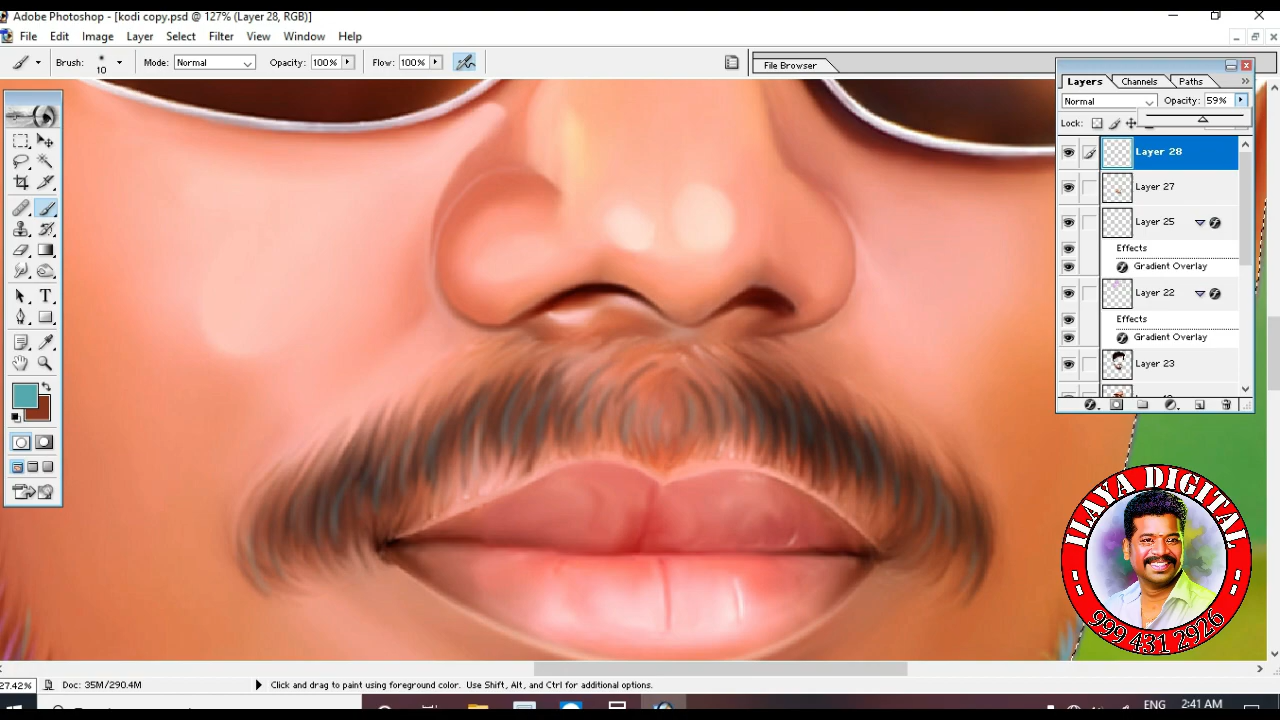 Adobe Photoshop - [kodi copy.psd @ 127% (Layer 28, RGB)]
File Edit Image Layer Select Filter View Window Help
Brush: 10 Mode: Normal Opacity: 100% Flow: 100%
File Browser
Layers Channels Paths
Normal Opacity: 59%
Lock:
Layer 28
Layer 27
Layer 25
Effects
Gradient Overlay
Layer 22
Effects
Gradient Overlay
Layer 23
ILAYA DIGITAL
999 431 2926
27.42% Doc: 35M/290.4M Click and drag to paint using foreground color. Use Shift, Alt, and Ctrl for additional options.
ENG 2:41 AM